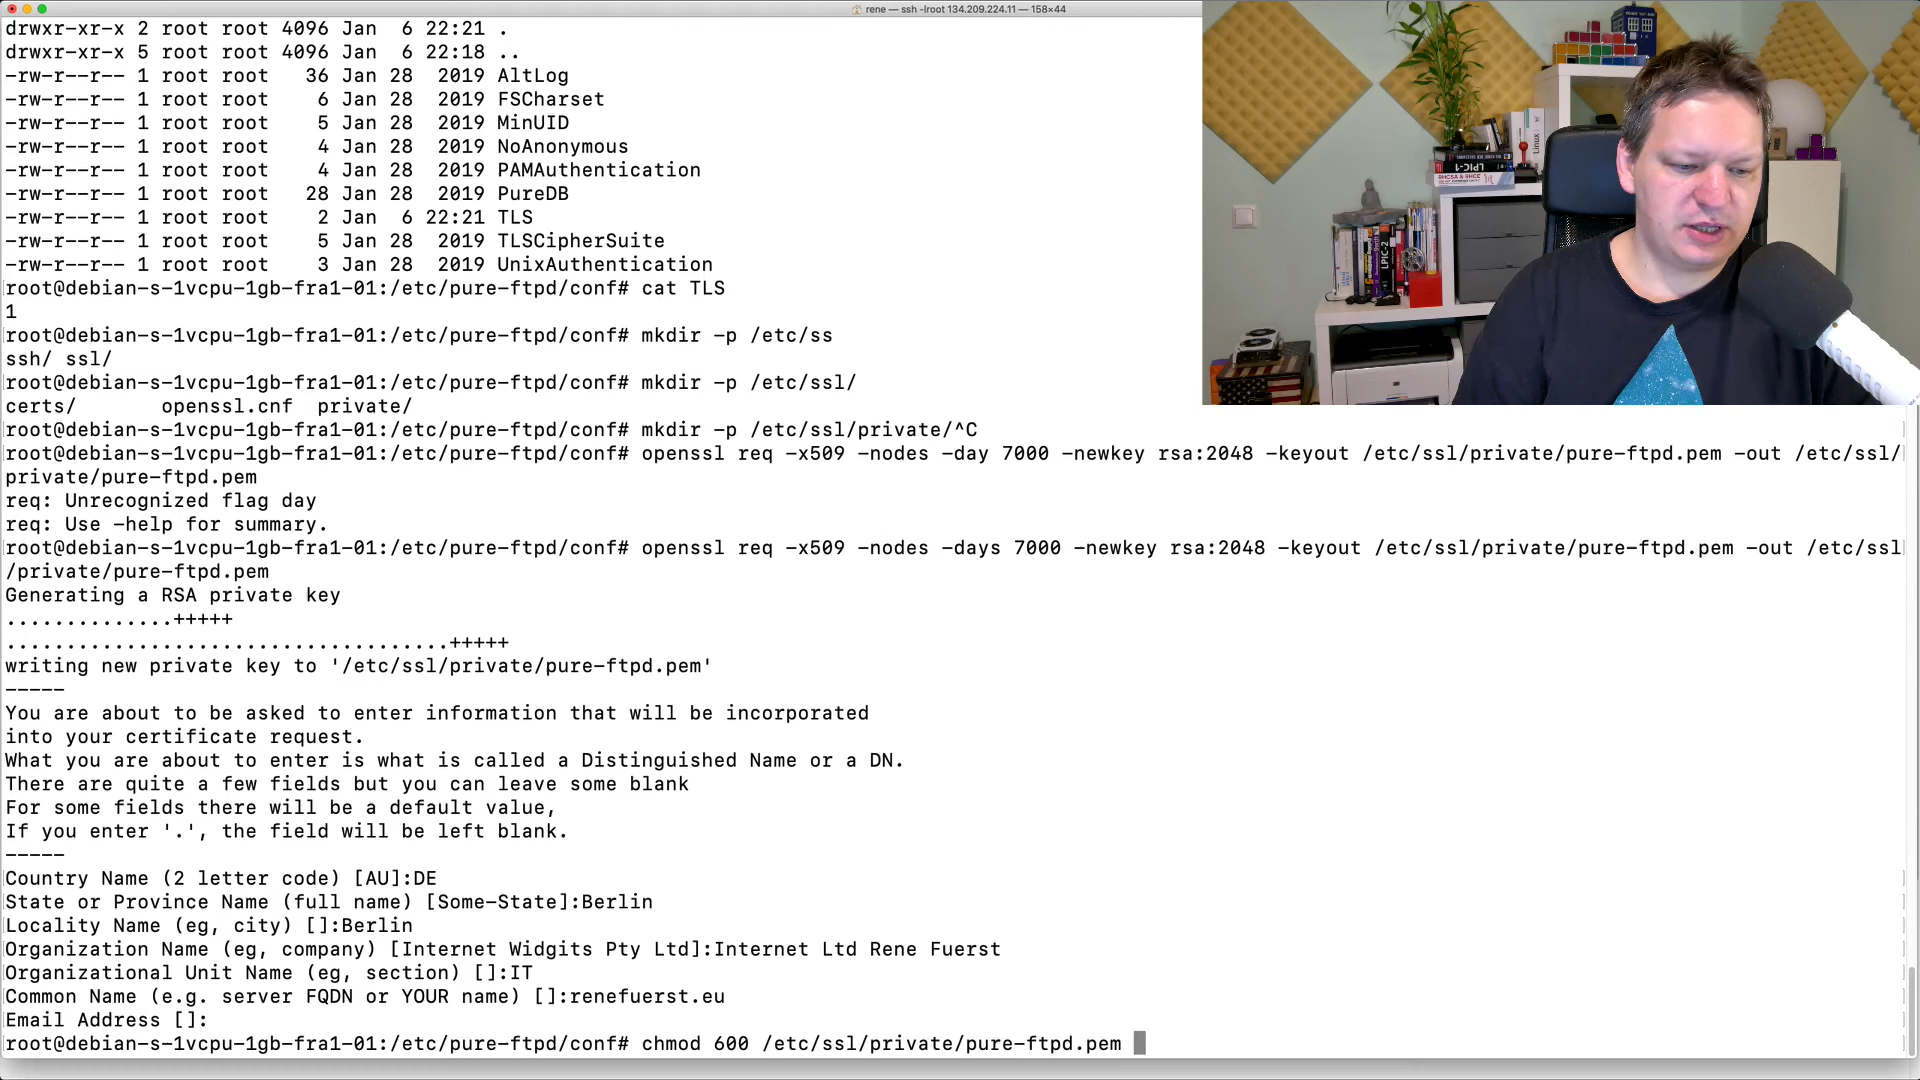 rene — ssh -lroot 134.209.224.11 — 158×44
drwxr-xr-x 2 root root 4096 Jan  6 22:21 .
drwxr-xr-x 5 root root 4096 Jan  6 22:18 ..
-rw-r--r-- 1 root root   36 Jan 28  2019 AltLog
-rw-r--r-- 1 root root    6 Jan 28  2019 FSCharset
-rw-r--r-- 1 root root    5 Jan 28  2019 MinUID
-rw-r--r-- 1 root root    4 Jan 28  2019 NoAnonymous
-rw-r--r-- 1 root root    4 Jan 28  2019 PAMAuthentication
-rw-r--r-- 1 root root   28 Jan 28  2019 PureDB
-rw-r--r-- 1 root root    2 Jan  6 22:21 TLS
-rw-r--r-- 1 root root    5 Jan 28  2019 TLSCipherSuite
-rw-r--r-- 1 root root    3 Jan 28  2019 UnixAuthentication
root@debian-s-1vcpu-1gb-fra1-01:/etc/pure-ftpd/conf# cat TLS
1
root@debian-s-1vcpu-1gb-fra1-01:/etc/pure-ftpd/conf# mkdir -p /etc/ss
ssh/ ssl/
root@debian-s-1vcpu-1gb-fra1-01:/etc/pure-ftpd/conf# mkdir -p /etc/ssl/
certs/       openssl.cnf  private/
root@debian-s-1vcpu-1gb-fra1-01:/etc/pure-ftpd/conf# mkdir -p /etc/ssl/private/^C
root@debian-s-1vcpu-1gb-fra1-01:/etc/pure-ftpd/conf# openssl req -x509 -nodes -day 7000 -newkey rsa:2048 -keyout /etc/ssl/private/pure-ftpd.pem -out /etc/ssl/
private/pure-ftpd.pem
req: Unrecognized flag day
req: Use -help for summary.
root@debian-s-1vcpu-1gb-fra1-01:/etc/pure-ftpd/conf# openssl req -x509 -nodes -days 7000 -newkey rsa:2048 -keyout /etc/ssl/private/pure-ftpd.pem -out /etc/ssl
/private/pure-ftpd.pem
Generating a RSA private key
..............+++++
.....................................+++++
writing new private key to '/etc/ssl/private/pure-ftpd.pem'
-----
You are about to be asked to enter information that will be incorporated
into your certificate request.
What you are about to enter is what is called a Distinguished Name or a DN.
There are quite a few fields but you can leave some blank
For some fields there will be a default value,
If you enter '.', the field will be left blank.
-----
Country Name (2 letter code) [AU]:DE
State or Province Name (full name) [Some-State]:Berlin
Locality Name (eg, city) []:Berlin
Organization Name (eg, company) [Internet Widgits Pty Ltd]:Internet Ltd Rene Fuerst
Organizational Unit Name (eg, section) []:IT
Common Name (e.g. server FQDN or YOUR name) []:renefuerst.eu
Email Address []:
root@debian-s-1vcpu-1gb-fra1-01:/etc/pure-ftpd/conf# chmod 600 /etc/ssl/private/pure-ftpd.pem
Linux
LPIC-1
LPIC-2